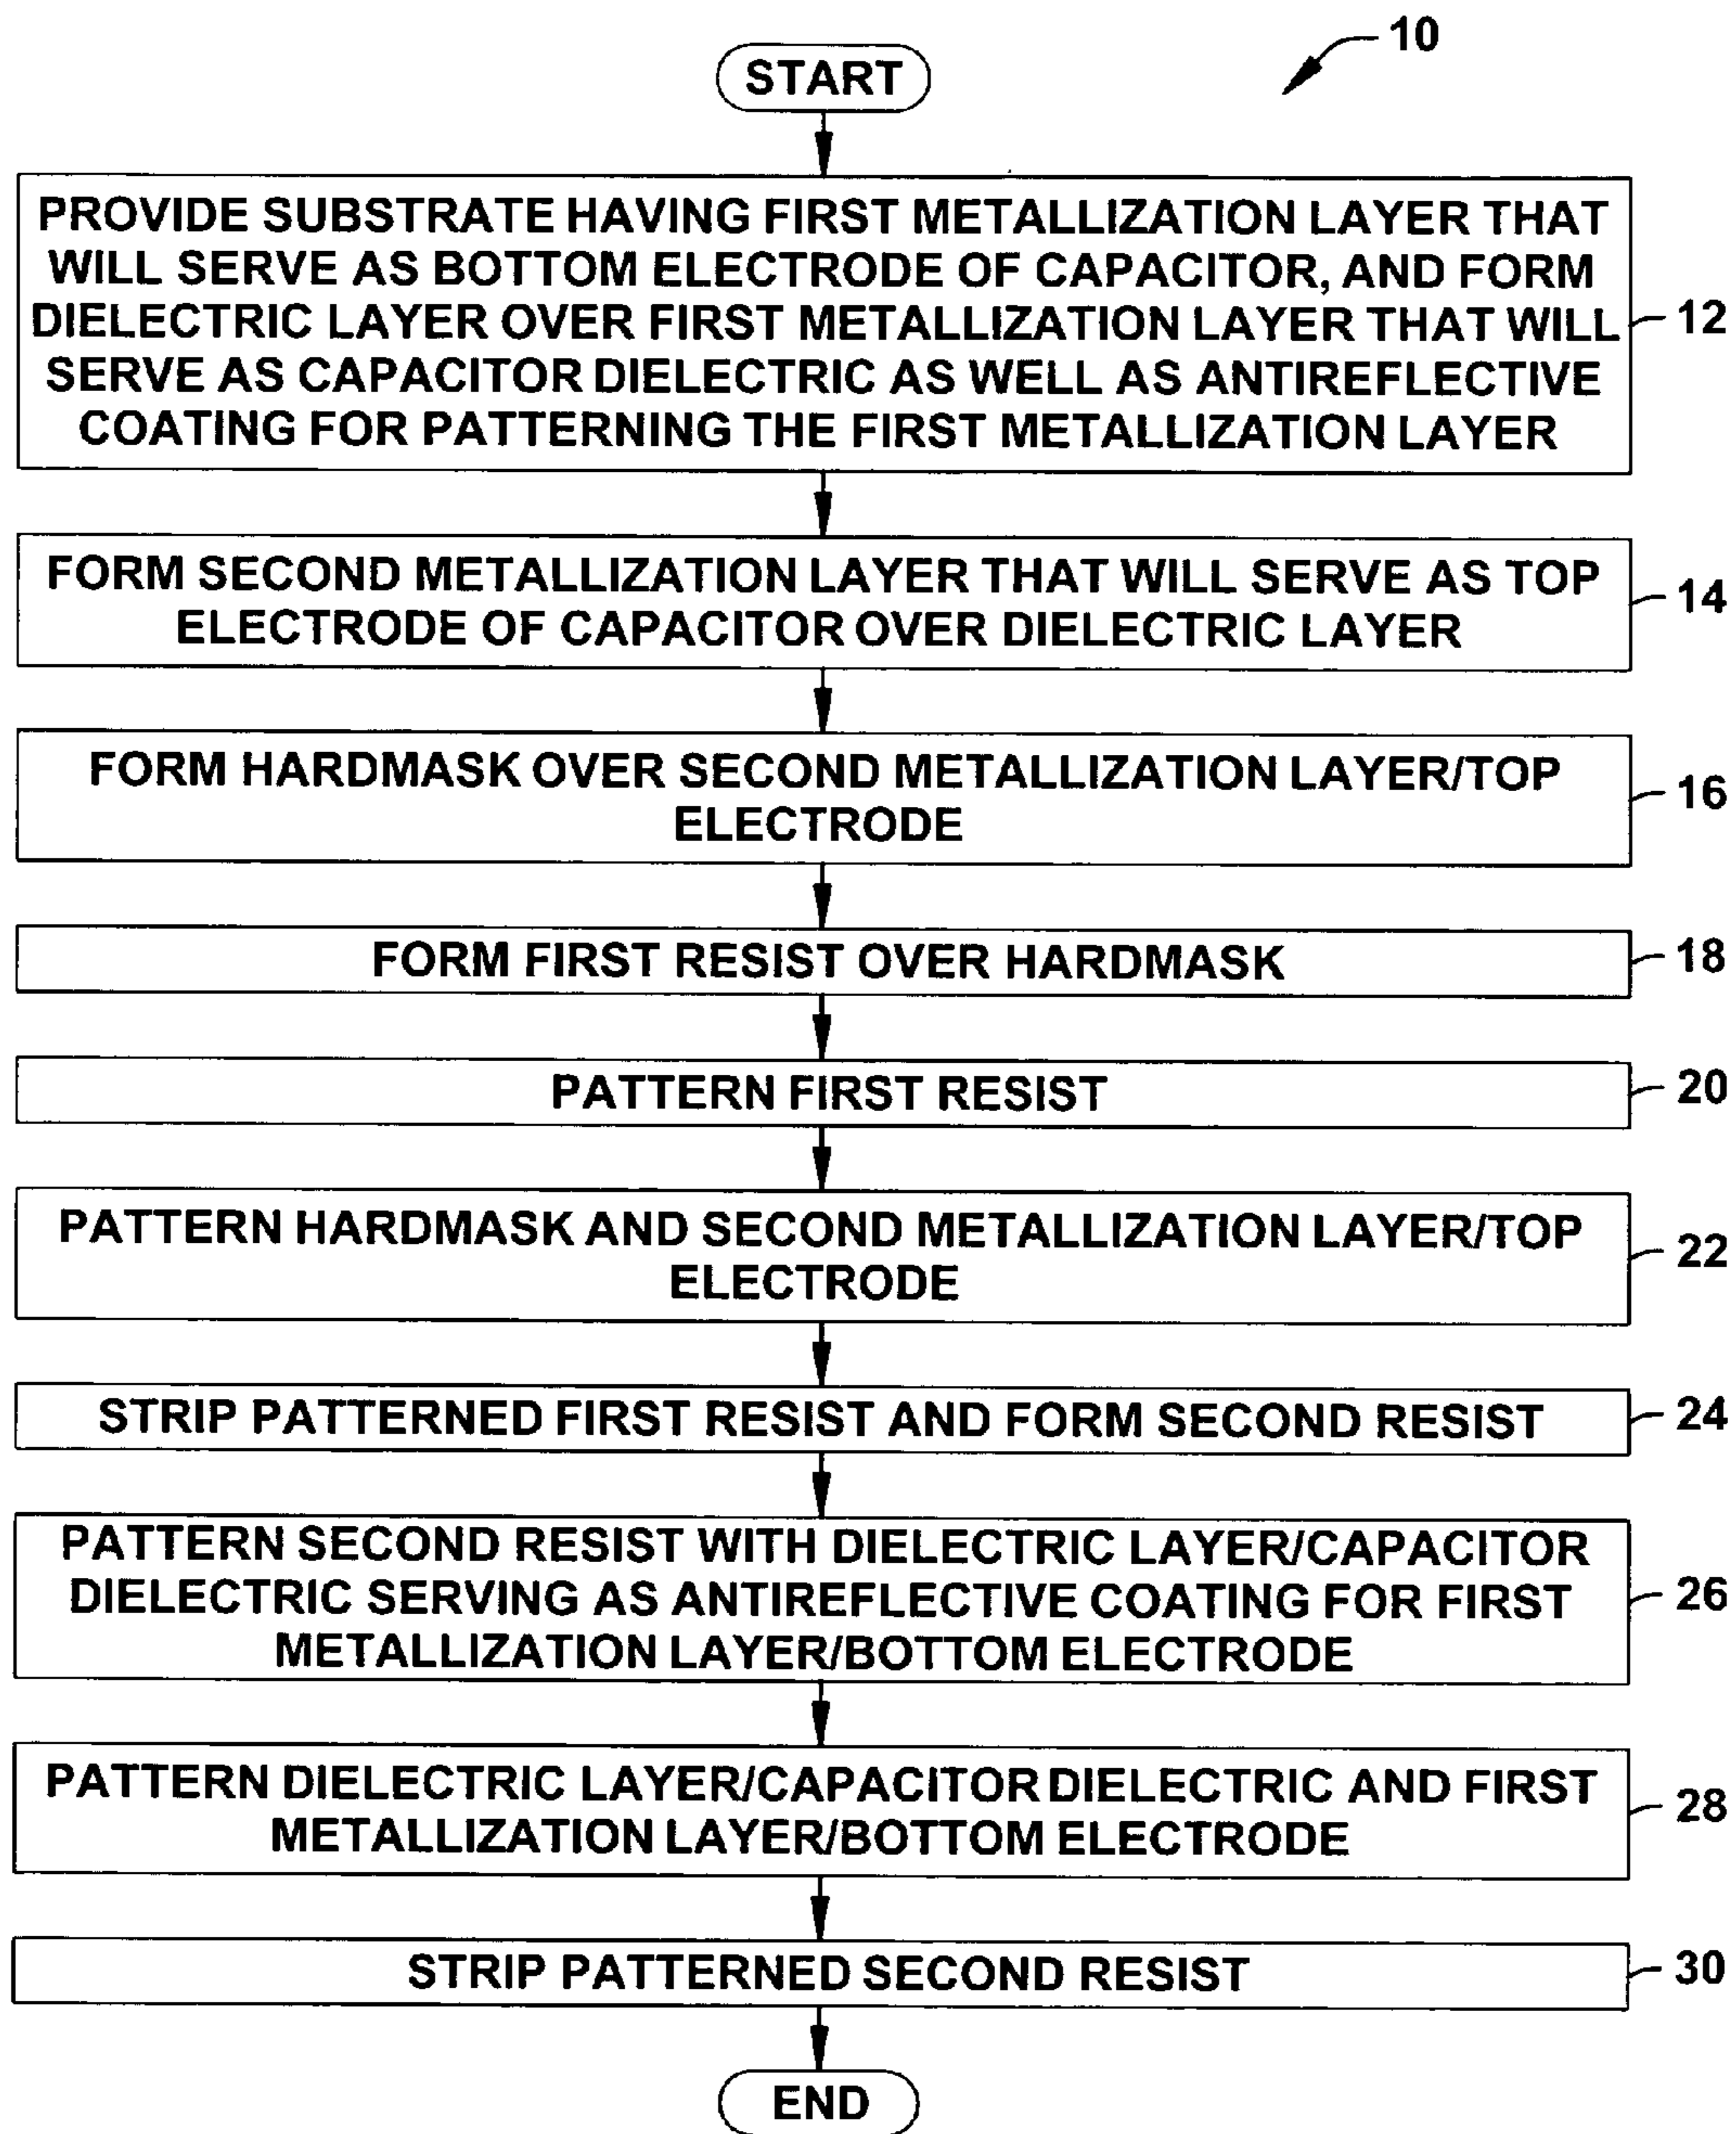 10
START
PROVIDE SUBSTRATE HAVING FIRST METALLIZATION LAYER THAT
WILL SERVE AS BOTTOM ELECTRODE OF CAPACITOR, AND FORM
DIELECTRIC LAYER OVER FIRST METALLIZATION LAYER THAT WILL
SERVE AS CAPACITOR DIELECTRIC AS WELL AS ANTIREFLECTIVE
COATING FOR PATTERNING THE FIRST METALLIZATION LAYER
12
FORM SECOND METALLIZATION LAYER THAT WILL SERVE AS TOP
ELECTRODE OF CAPACITOR OVER DIELECTRIC LAYER
14
FORM HARDMASK OVER SECOND METALLIZATION LAYER/TOP
ELECTRODE
16
FORM FIRST RESIST OVER HARDMASK
18
PATTERN FIRST RESIST
20
PATTERN HARDMASK AND SECOND METALLIZATION LAYER/TOP
ELECTRODE
22
STRIP PATTERNED FIRST RESIST AND FORM SECOND RESIST
24
PATTERN SECOND RESIST WITH DIELECTRIC LAYER/CAPACITOR
DIELECTRIC SERVING AS ANTIREFLECTIVE COATING FOR FIRST
METALLIZATION LAYER/BOTTOM ELECTRODE
26
PATTERN DIELECTRIC LAYER/CAPACITOR DIELECTRIC AND FIRST
METALLIZATION LAYER/BOTTOM ELECTRODE
28
STRIP PATTERNED SECOND RESIST
30
END